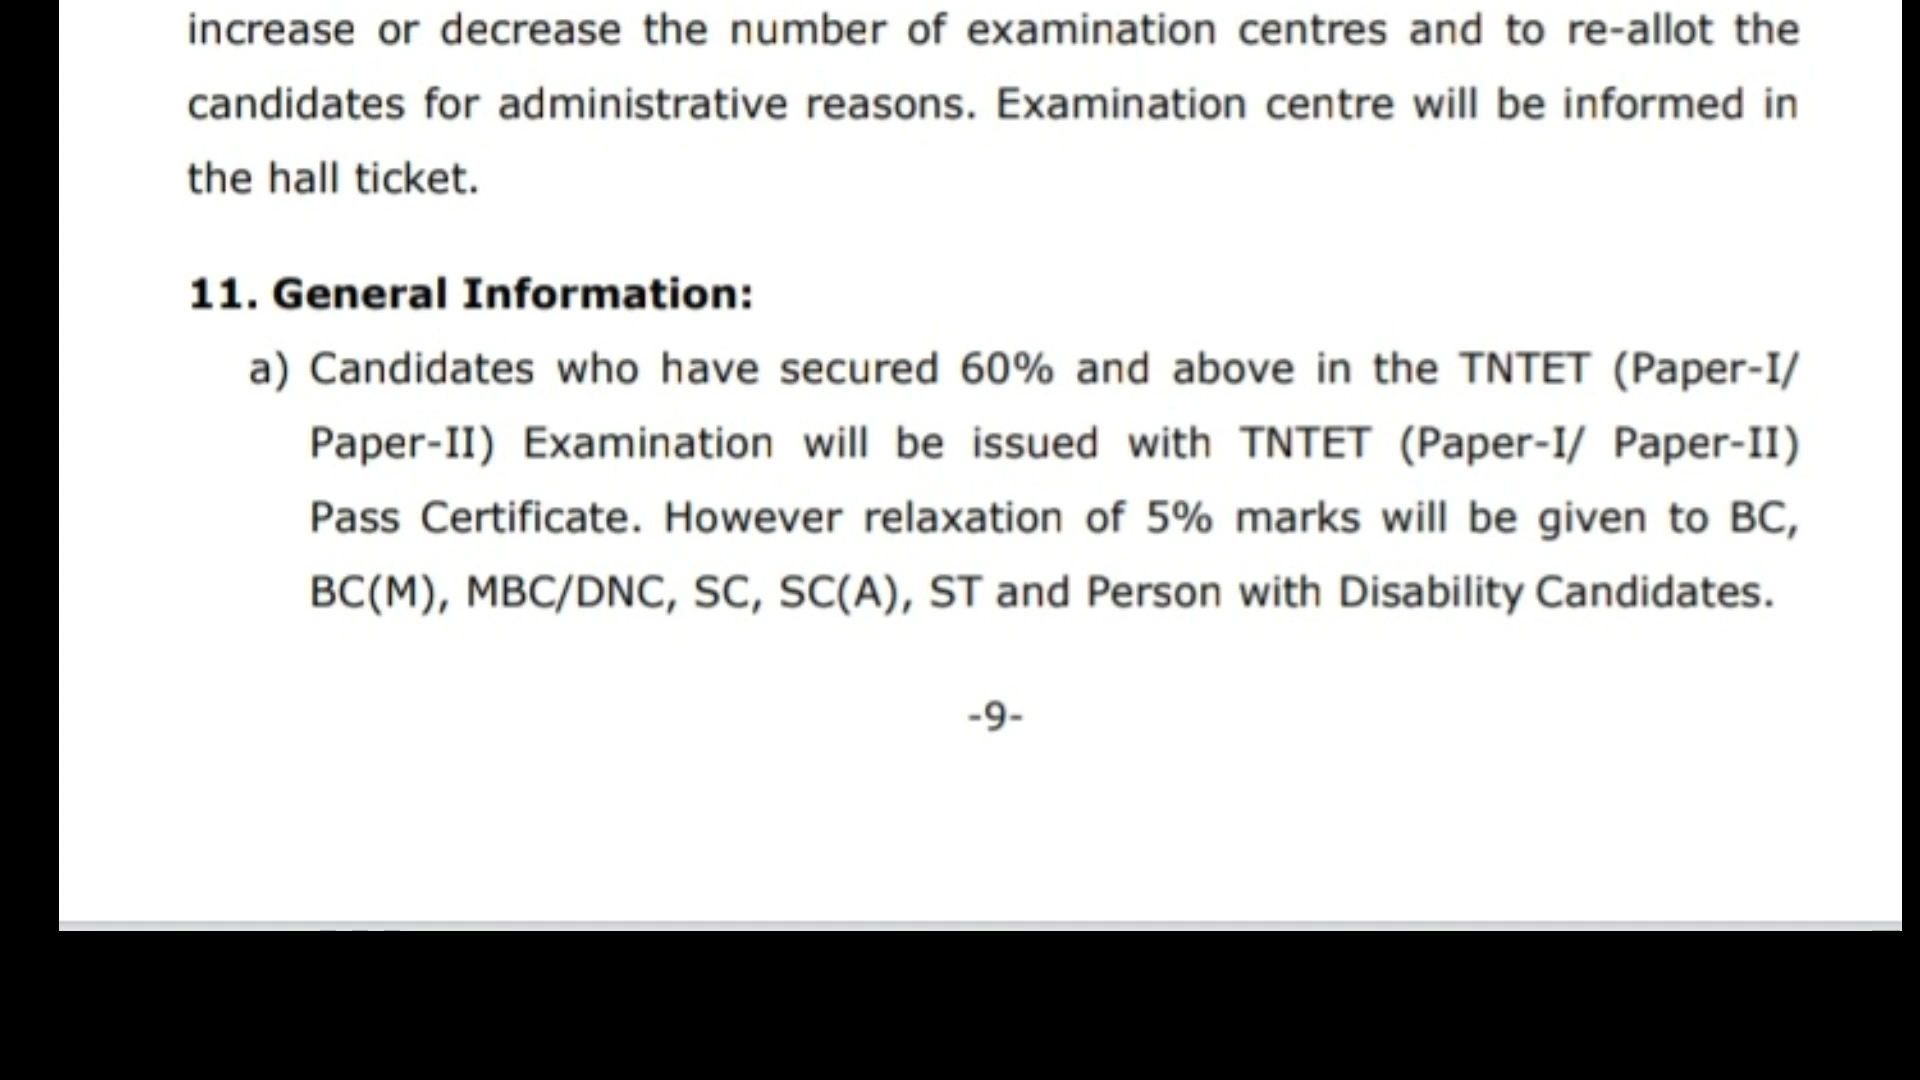 increase or decrease the number of examination centres and to re-allot the
candidates for administrative reasons. Examination centre will be informed in
the hall ticket.
11. General Information:
a) Candidates who have secured 60% and above in the TNTET (Paper-I/
Paper-II) Examination will be issued with TNTET (Paper-I/ Paper-II)
Pass Certificate. However relaxation of 5% marks will be given to BC,
BC(M), MBC/DNC, SC, SC(A), ST and Person with Disability Candidates.
-9-